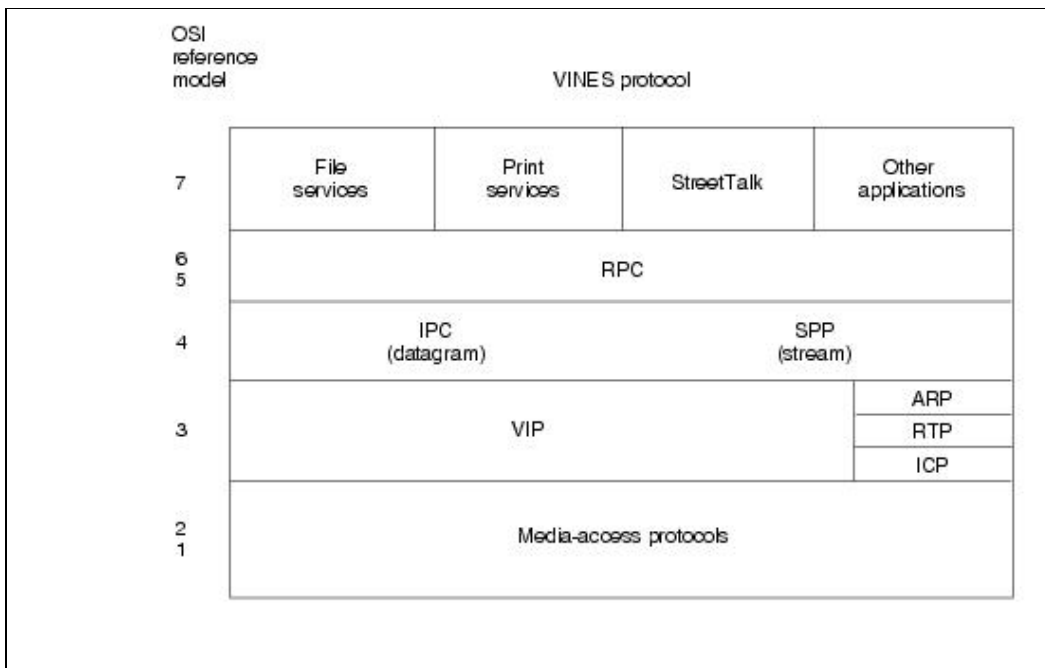 OSI
reference
model
VINES protocol
7
File
services
Print
services
StreetTalk
Other
applications
6
5
RPC
4
IPC
(datagram)
SPP
(stream)
3
VIP
ARP
RTP
ICP
2
1
Media-access protocols